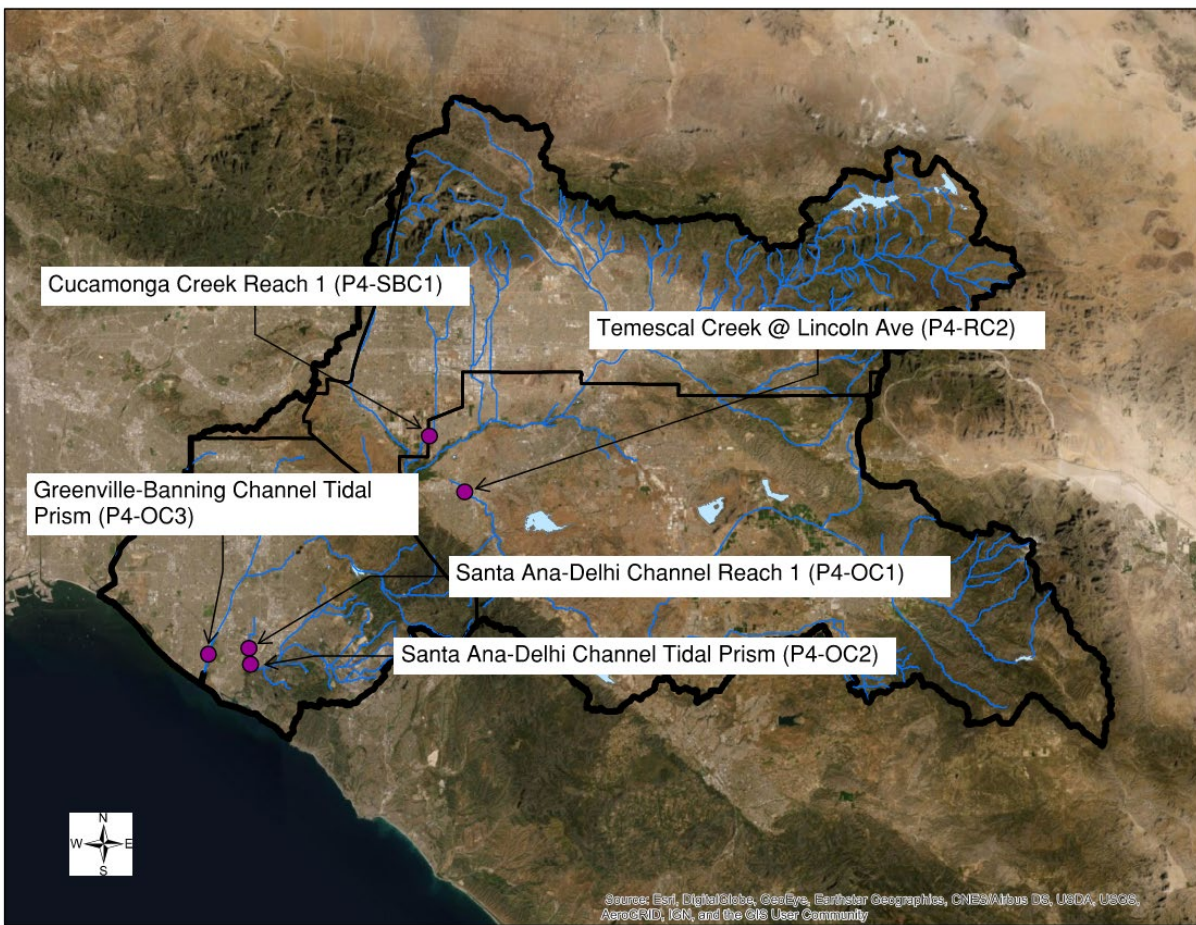 Cucamonga Creek Reach 1 (P4-SBC1)
Temescal Creek @ Lincoln Ave (P4-RC2)
Greenville-Banning Channel Tidal
Prism (P4-OC3)
Santa Ana-Delhi Channel Reach 1 (P4-OC1)
Santa Ana-Delhi Channel Tidal Prism (P4-OC2)
N
W E
S
Source: Esri, DigitalGlobe, GeoEye, Earthstar Geographics, CNES/Airbus DS, USDA, USGS,
AeroGRID, IGN, and the GIS User Community